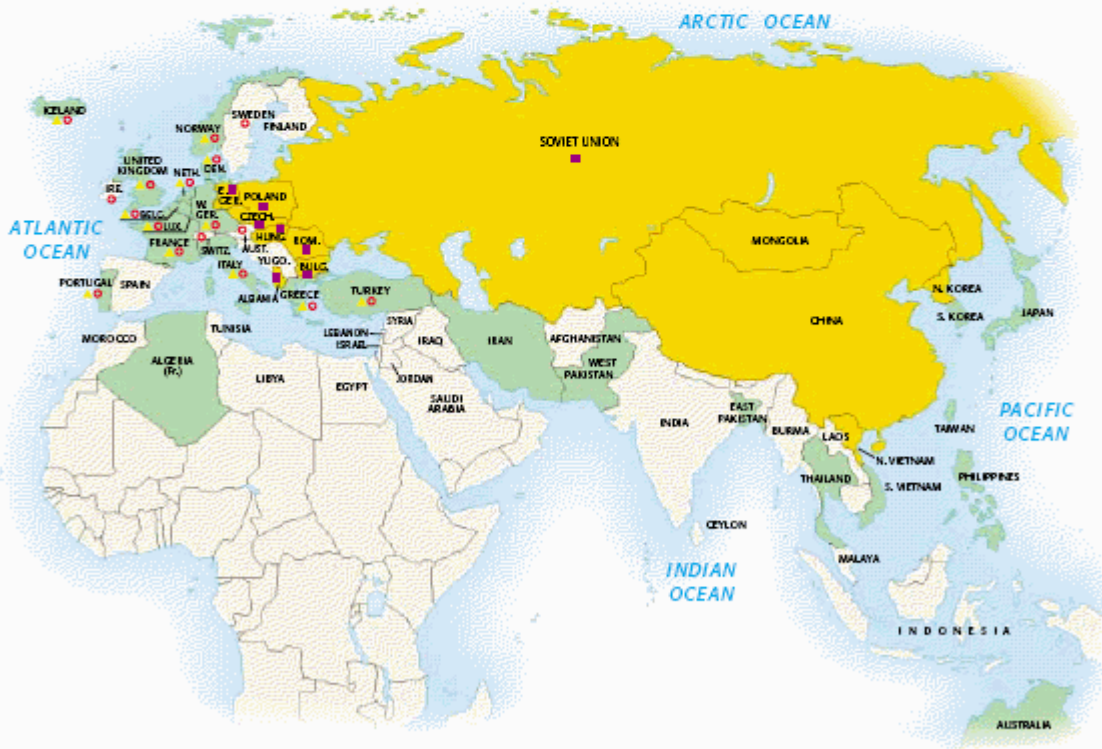 ARCTIC OCEAN
ICELAND
SWEDEN
NORWAY
FINLAND
SOVIET UNION
UNITED
KINGDOM
NETH.
DEN.
IRE.
E.
GER.
POLAND
W.
GER.
BELG.
CZECH.
LUX.
ATLANTIC
OCEAN
HUNG.
ROM.
FRANCE
SWITZ.
AUST.
YUGO.
MONGOLIA
ITALY
BULG.
PORTUGAL
SPAIN
ALBANIA
GREECE
TURKEY
N. KOREA
S. KOREA
JAPAN
CHINA
TUNISIA
SYRIA
LEBANON
ISRAEL
MOROCCO
IRAQ
IRAN
AFGHANISTAN
ALGERIA
(Fr.)
WEST
PAKISTAN
LIBYA
EGYPT
JORDAN
SAUDI
ARABIA
INDIA
EAST
PAKISTAN
BURMA
LAOS
TAIWAN
PACIFIC
OCEAN
N. VIETNAM
THAILAND
S. VIETNAM
PHILIPPINES
CEYLON
MALAYA
INDIAN
OCEAN
INDONESIA
AUSTRALIA